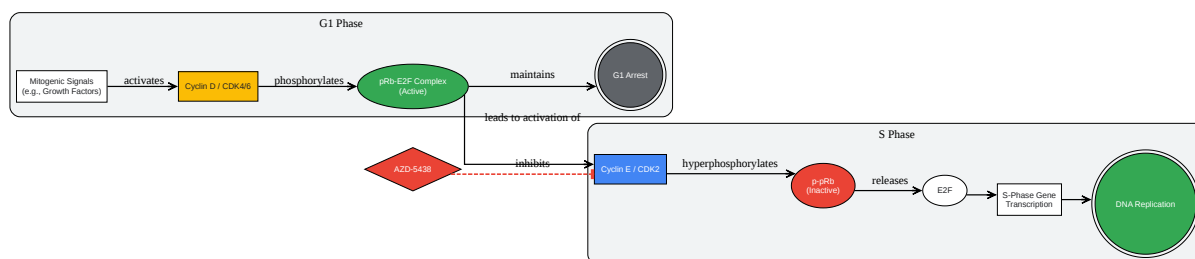 G1 Phase
Mitogenic Signals
(e.g., Growth Factors)
activates
Cyclin D / CDK4/6
phosphorylates
pRb-E2F Complex
(Active)
maintains
G1 Arrest
leads to activation of
S Phase
AZD-5438
inhibits
Cyclin E / CDK2
hyperphosphorylates
p-pRb
(Inactive)
releases
E2F
S-Phase Gene
Transcription
DNA Replication